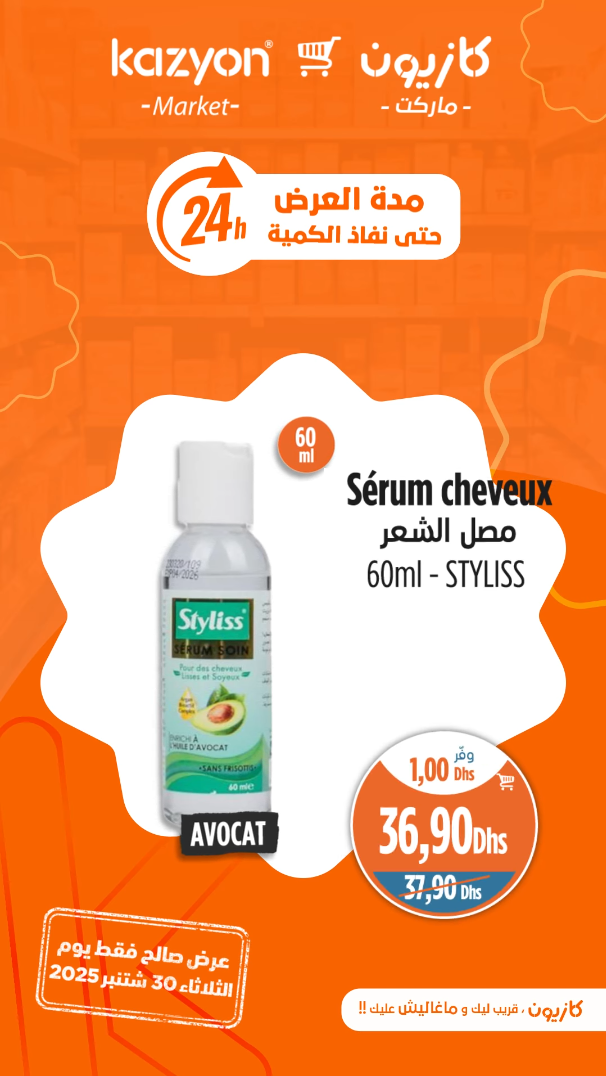 kazyon®
كازيون
-Market-
- ماركت -
مدة العرض
حتى نفاذ الكمية
24h
60
ml
Sérum cheveux
مصل الشعر
60ml - STYLISS
04/2026
Styliss®
SERUM SOIN
Pour des cheveux
Lisses et Soyeux
ENRICHI À
L'HUILE D'AVOCAT
•SANS FRISOTTIS•
60 ml e
AVOCAT
وفّر
1,00 Dhs
36,90Dhs
37,90 Dhs
عرض صالح فقط يوم
الثلاثاء 30 شتنبر 2025
كازيون ، قريب ليك و ماغاليش عليك !!